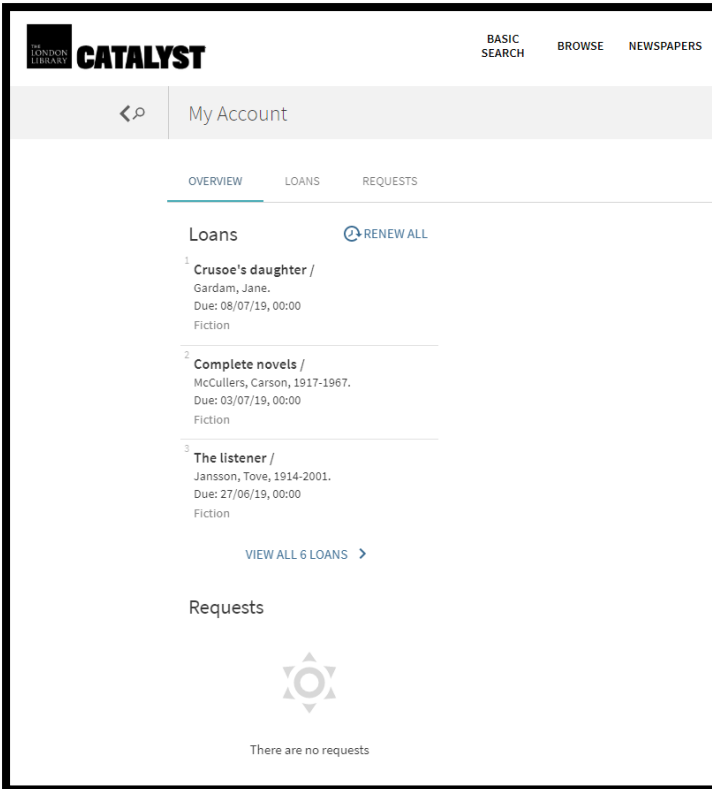 THE
LONDON
LIBRARY
CATALYST
BASIC
SEARCH
BROWSE
NEWSPAPERS
My Account
OVERVIEW
LOANS
REQUESTS
Loans
RENEW ALL
1
Crusoe's daughter /
Gardam, Jane.
Due: 08/07/19, 00:00
Fiction
2
Complete novels /
McCullers, Carson, 1917-1967.
Due: 03/07/19, 00:00
Fiction
3
The listener /
Jansson, Tove, 1914-2001.
Due: 27/06/19, 00:00
Fiction
VIEW ALL 6 LOANS
Requests
There are no requests